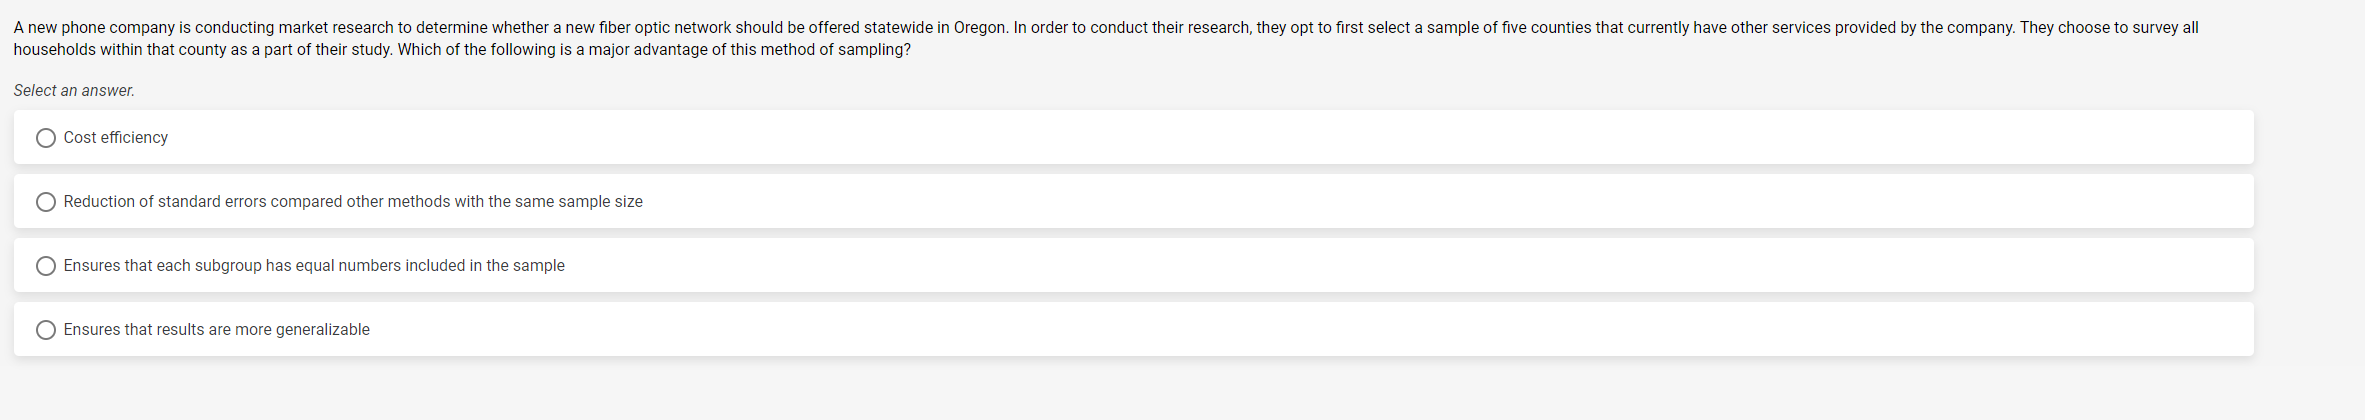 A new phone company is conducting market research to determine whether a new fiber optic network should be offered statewide in Oregon. In order to conduct their research, they opt to first select a sample of five counties that currently have other services provided by the company. They choose to survey all
households within that county as a part of their study. Which of the following is a major advantage of this method of sampling?
Select an answer.
Cost efficiency
Reduction of standard errors compared other methods with the same sample size
Ensures that each subgroup has equal numbers included in the sample
Ensures that results are more generalizable